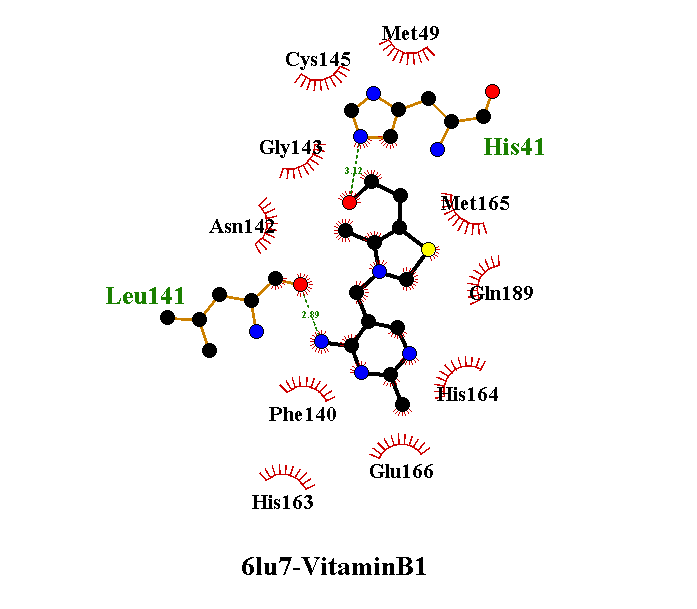 Met49
Cys145
His41
Gly143
3.12
Met165
Asn142
Gln189
Leu141
2.89
His164
Phe140
Glu166
His163
6lu7-VitaminB1